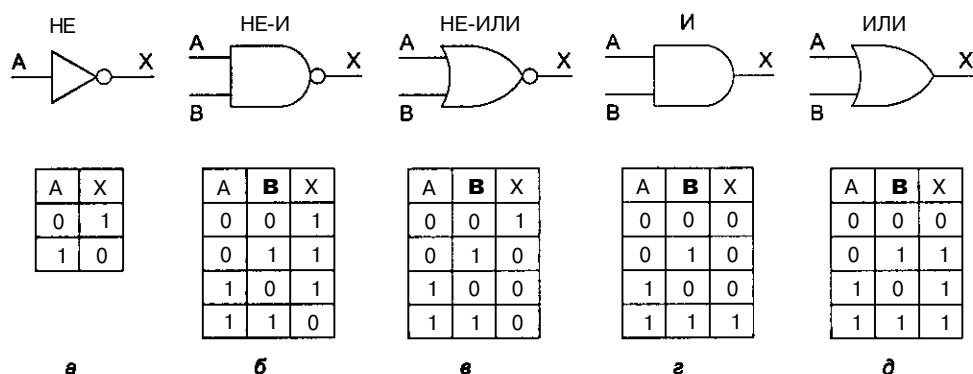 НЕ НЕ-И НЕ-ИЛИ И ИЛИ
A X A X A X A X A X
B B B B
A X A B X A B X A B X A B X
0 1 0 0 1 0 0 1 0 0 0 0 0 0
1 0 0 1 1 0 1 0 0 1 0 0 1 1
1 0 1 1 0 0 1 0 0 1 0 1
1 1 0 1 1 0 1 1 1 1 1 1
а б в г д